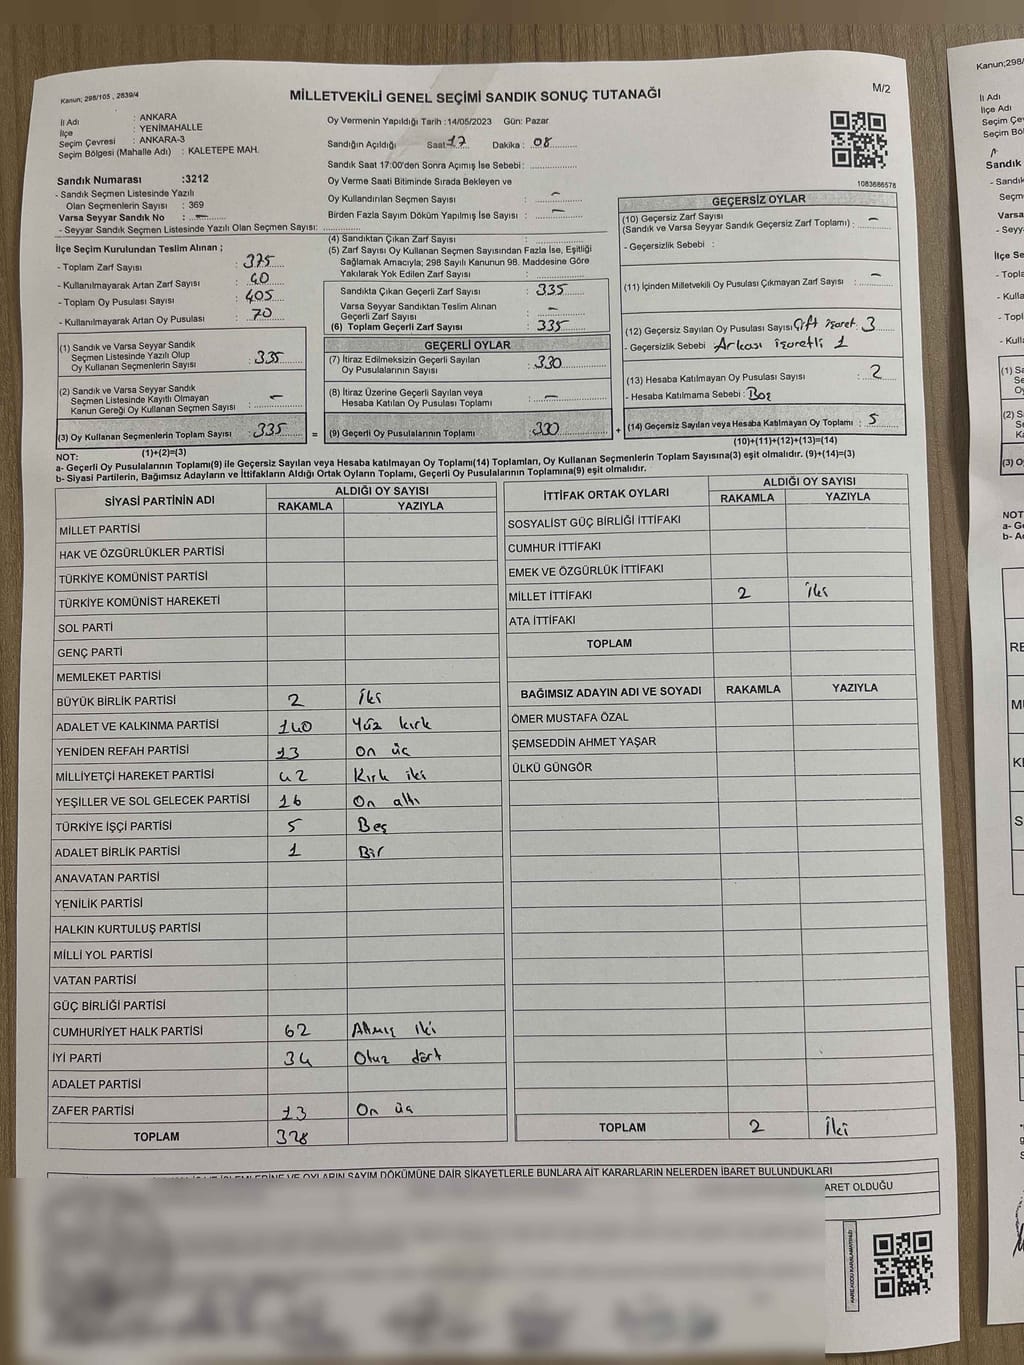 Kanun; 298/105 , 2839/4
MİLLETVEKİLİ GENEL SEÇİMİ SANDIK SONUÇ TUTANAĞI
M/2
İl Adı : ANKARA
İlçe : YENİMAHALLE
Seçim Çevresi : ANKARA-3
Seçim Bölgesi (Mahalle Adı) : KALETEPE MAH.
Sandık Numarası :3212
- Sandık Seçmen Listesinde Yazılı
Olan Seçmenlerin Sayısı : 369
Varsa Seyyar Sandık No : –
- Seyyar Sandık Seçmen Listesinde Yazılı Olan Seçmen Sayısı:
Oy Vermenin Yapıldığı Tarih :14/05/2023 Gün: Pazar
Sandığın Açıldığı Saat 17 Dakika : 08
Sandık Saat 17:00'den Sonra Açımış İse Sebebi:
Oy Verme Saati Bitiminde Sırada Bekleyen ve
Oy Kullandırılan Seçmen Sayısı : –
Birden Fazla Sayım Döküm Yapılmış İse Sayısı : –
1083686578
İlçe Seçim Kurulundan Teslim Alınan ;
- Toplam Zarf Sayısı : 375
- Kullanılmayarak Artan Zarf Sayısı : 40
- Toplam Oy Pusulası Sayısı : 405
- Kullanılmayarak Artan Oy Pusulası : 70
(1) Sandık ve Varsa Seyyar Sandık
Seçmen Listesinde Yazılı Olup
Oy Kullanan Seçmenlerin Sayısı : 335
(2) Sandık ve Varsa Seyyar Sandık
Seçmen Listesinde Kayıtlı Olmayan
Kanun Gereği Oy Kullanan Seçmen Sayısı : –
(3) Oy Kullanan Seçmenlerin Toplam Sayısı : 335
(1)+(2)=(3)
(4) Sandıktan Çıkan Zarf Sayısı :
(5) Zarf Sayısı Oy Kullanan Seçmen Sayısından Fazla İse, Eşitliği
Sağlamak Amacıyla; 298 Sayılı Kanunun 98. Maddesine Göre
Yakılarak Yok Edilen Zarf Sayısı :
Sandıkta Çıkan Geçerli Zarf Sayısı : 335
Varsa Seyyar Sandıktan Teslim Alınan
Geçerli Zarf Sayısı : –
(6) Toplam Geçerli Zarf Sayısı : 335
=
GEÇERLİ OYLAR
(7) İtiraz Edilmeksizin Geçerli Sayılan
Oy Pusulalarının Sayısı : 330
(8) İtiraz Üzerine Geçerli Sayılan veya
Hesaba Katılan Oy Pusulası Toplamı : –
(9) Geçerli Oy Pusulalarının Toplamı : 330
+
GEÇERSİZ OYLAR
(10) Geçersiz Zarf Sayısı
(Sandık ve Varsa Seyyar Sandık Geçersiz Zarf Toplamı) : –
- Geçersizlik Sebebi :
(11) İçinden Milletvekili Oy Pusulası Çıkmayan Zarf Sayısı : –
(12) Geçersiz Sayılan Oy Pusulası Sayısı Çift işaret: 3
- Geçersizlik Sebebi Arkası işaretli 1
(13) Hesaba Katılmayan Oy Pusulası Sayısı : 2
- Hesaba Katılmama Sebebi : Boş
(14) Geçersiz Sayılan veya Hesaba Katılmayan Oy Toplamı : 5
(10)+(11)+(12)+(13)=(14)
NOT:
a- Geçerli Oy Pusulalarının Toplamı(9) ile Geçersiz Sayılan veya Hesaba katılmayan Oy Toplamı(14) Toplamları, Oy Kullanan Seçmenlerin Toplam Sayısına(3) eşit olmalıdır. (9)+(14)=(3)
b- Siyasi Partilerin, Bağımsız Adayların ve İttifakların Aldığı Ortak Oyların Toplamı, Geçerli Oy Pusulalarının Toplamına(9) eşit olmalıdır.
SİYASİ PARTİNİN ADI ALDIĞI OY SAYISI
RAKAMLA YAZIYLA
MİLLET PARTİSİ
HAK VE ÖZGÜRLÜKLER PARTİSİ
TÜRKİYE KOMÜNİST PARTİSİ
TÜRKİYE KOMÜNİST HAREKETİ
SOL PARTİ
GENÇ PARTİ
MEMLEKET PARTİSİ
BÜYÜK BİRLİK PARTİSİ 2 İki
ADALET VE KALKINMA PARTİSİ 140 Yüz kırk
YENİDEN REFAH PARTİSİ 13 On üç
MİLLİYETÇİ HAREKET PARTİSİ 42 Kırk iki
YEŞİLLER VE SOL GELECEK PARTİSİ 16 On altı
TÜRKİYE İŞÇİ PARTİSİ 5 Beş
ADALET BİRLİK PARTİSİ 1 Bir
ANAVATAN PARTİSİ
YENİLİK PARTİSİ
HALKIN KURTULUŞ PARTİSİ
MİLLİ YOL PARTİSİ
VATAN PARTİSİ
GÜÇ BİRLİĞİ PARTİSİ
CUMHURİYET HALK PARTİSİ 62 Altmış iki
İYİ PARTİ 34 Otuz dört
ADALET PARTİSİ
ZAFER PARTİSİ 13 On üç
TOPLAM 328
İTTİFAK ORTAK OYLARI ALDIĞI OY SAYISI
RAKAMLA YAZIYLA
SOSYALİST GÜÇ BİRLİĞİ İTTİFAKI
CUMHUR İTTİFAKI
EMEK VE ÖZGÜRLÜK İTTİFAKI
MİLLET İTTİFAKI 2 İki
ATA İTTİFAKI
TOPLAM
BAĞIMSIZ ADAYIN ADI VE SOYADI RAKAMLA YAZIYLA
ÖMER MUSTAFA ÖZAL
ŞEMSEDDİN AHMET YAŞAR
ÜLKÜ GÜNGÖR
TOPLAM 2 İki
OYLARIN SAYIM DÖKÜMÜNE DAİR ŞİKAYETLERLE BUNLARA AİT KARARLARIN NELERDEN İBARET BULUNDUKLARI
ARET OLDUĞU
Kanun;298/
İl Adı
İlçe
Seçim Çev
Seçim Bölg
Sandık
- Sandık
Seçm
Varsa
- Seyy
İlçe Se